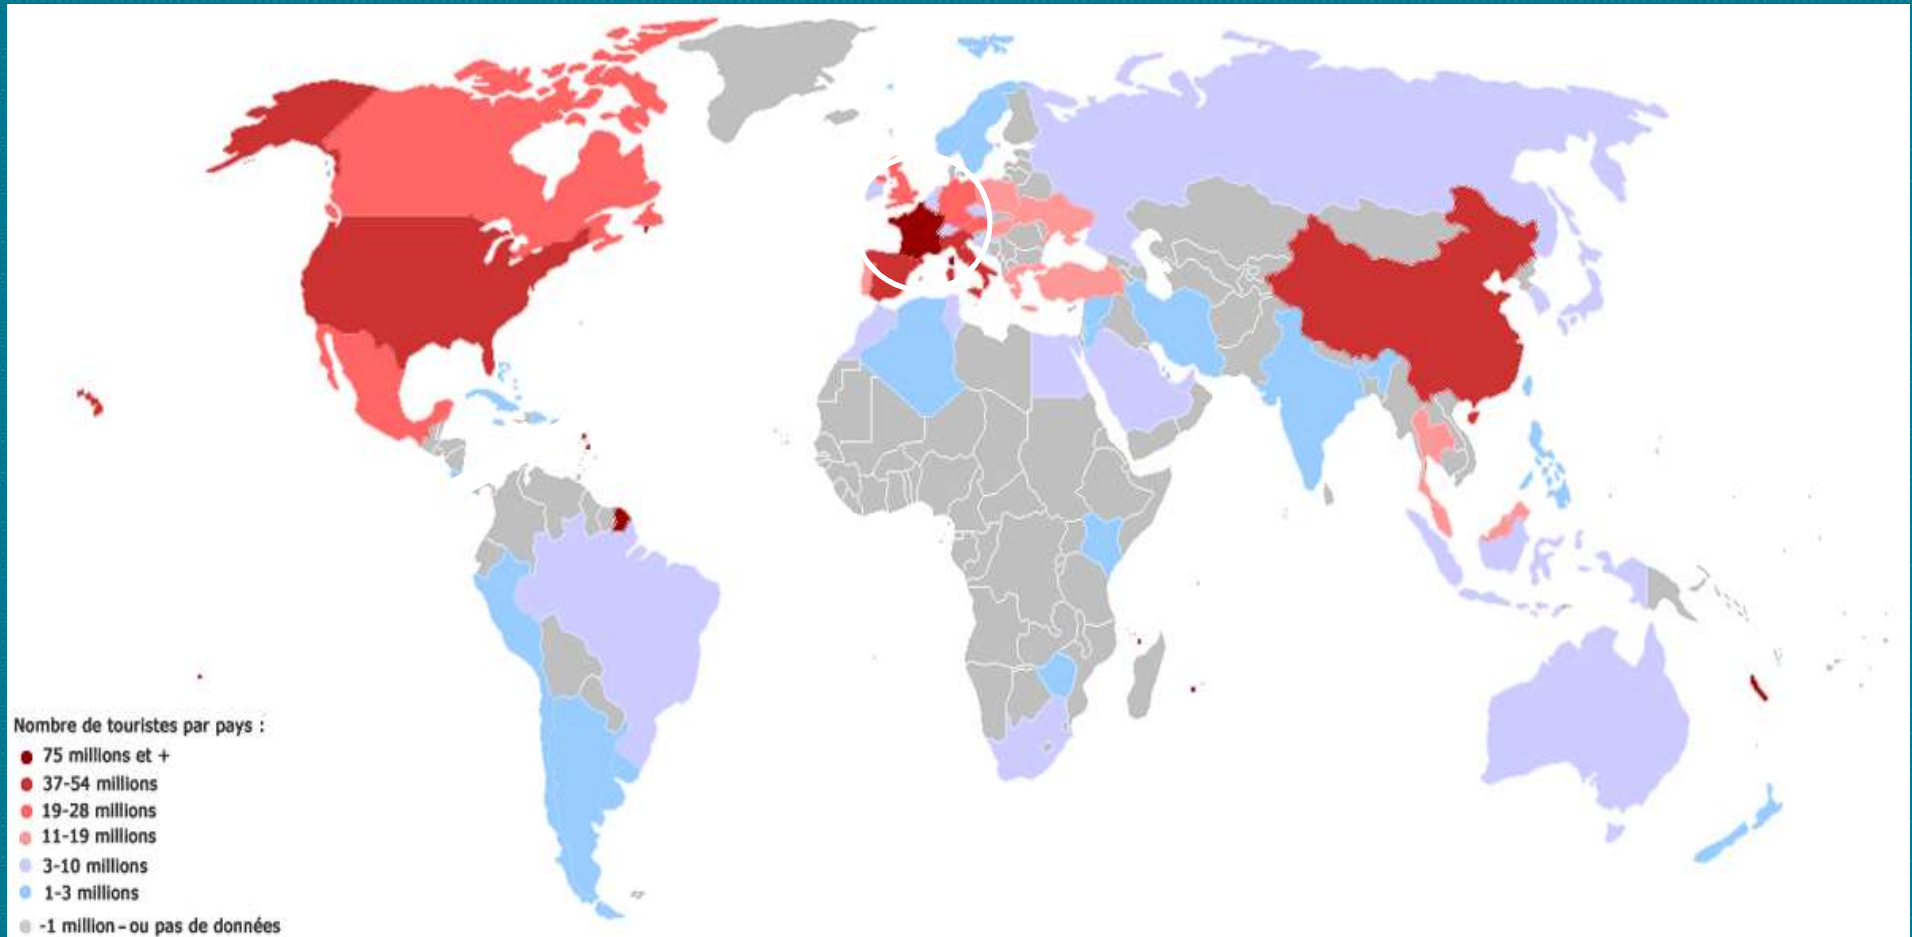 Nombre de touristes par pays :
75 millions et +
37-54 millions
19-28 millions
11-19 millions
3-10 millions
1-3 millions
-1 million - ou pas de données